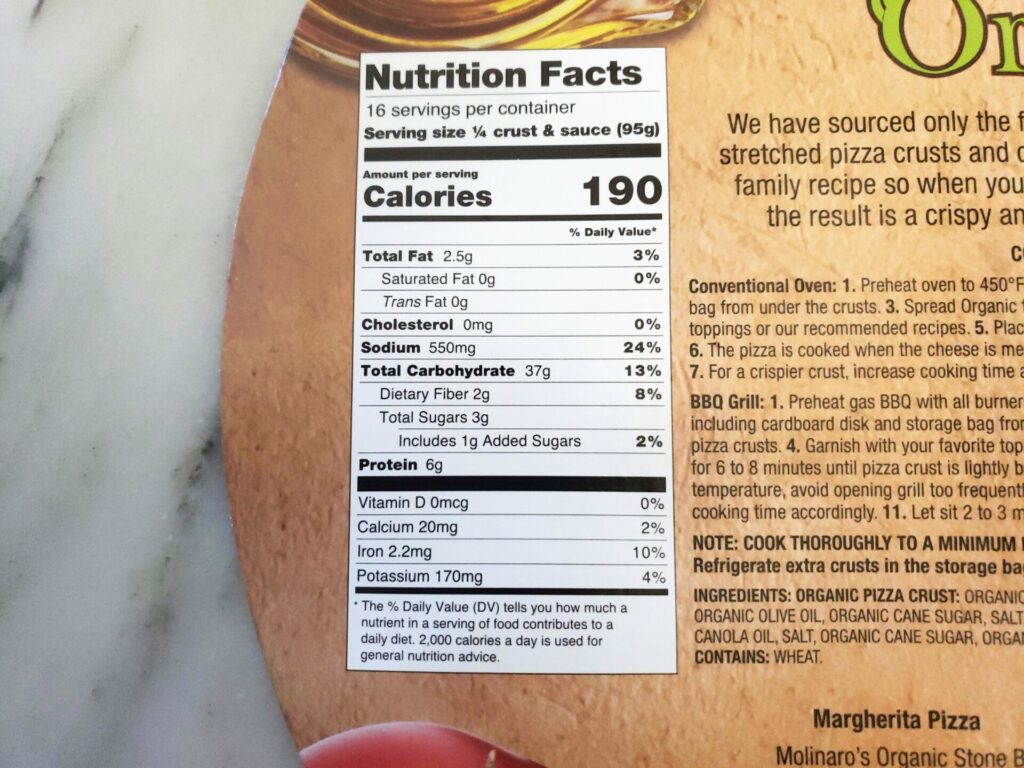 Nutrition Facts
16 servings per container
Serving size ¼ crust & sauce (95g)
Amount per serving
Calories 190
% Daily Value*
Total Fat 2.5g 3%
Saturated Fat 0g 0%
Trans Fat 0g
Cholesterol 0mg 0%
Sodium 550mg 24%
Total Carbohydrate 37g 13%
Dietary Fiber 2g 8%
Total Sugars 3g
Includes 1g Added Sugars 2%
Protein 6g
Vitamin D 0mcg 0%
Calcium 20mg 2%
Iron 2.2mg 10%
Potassium 170mg 4%
* The % Daily Value (DV) tells you how much a
nutrient in a serving of food contributes to a
daily diet. 2,000 calories a day is used for
general nutrition advice.
We have sourced only the
stretched pizza crusts and
family recipe so when you
the result is a crispy
Conventional Oven: 1. Preheat oven to 450°F
bag from under the crusts. 3. Spread Organic
toppings or our recommended recipes. 5.
6. The pizza is cooked when the cheese is
7. For a crispier crust, increase cooking time
BBQ Grill: 1. Preheat gas BBQ with all
including cardboard disk and storage bag
pizza crusts. 4. Garnish with your favorite
for 6 to 8 minutes until pizza crust is lightly
temperature, avoid opening grill too
cooking time accordingly. 11. Let sit 2 to 3
NOTE: COOK THOROUGHLY TO A MINIMUM
Refrigerate extra crusts in the storage
INGREDIENTS: ORGANIC PIZZA CRUST: ORGANIC
ORGANIC OLIVE OIL, ORGANIC CANE SUGAR, SALT
CANOLA OIL, SALT, ORGANIC CANE SUGAR,
CONTAINS: WHEAT.
Margherita Pizza
Molinaro's Organic Stone